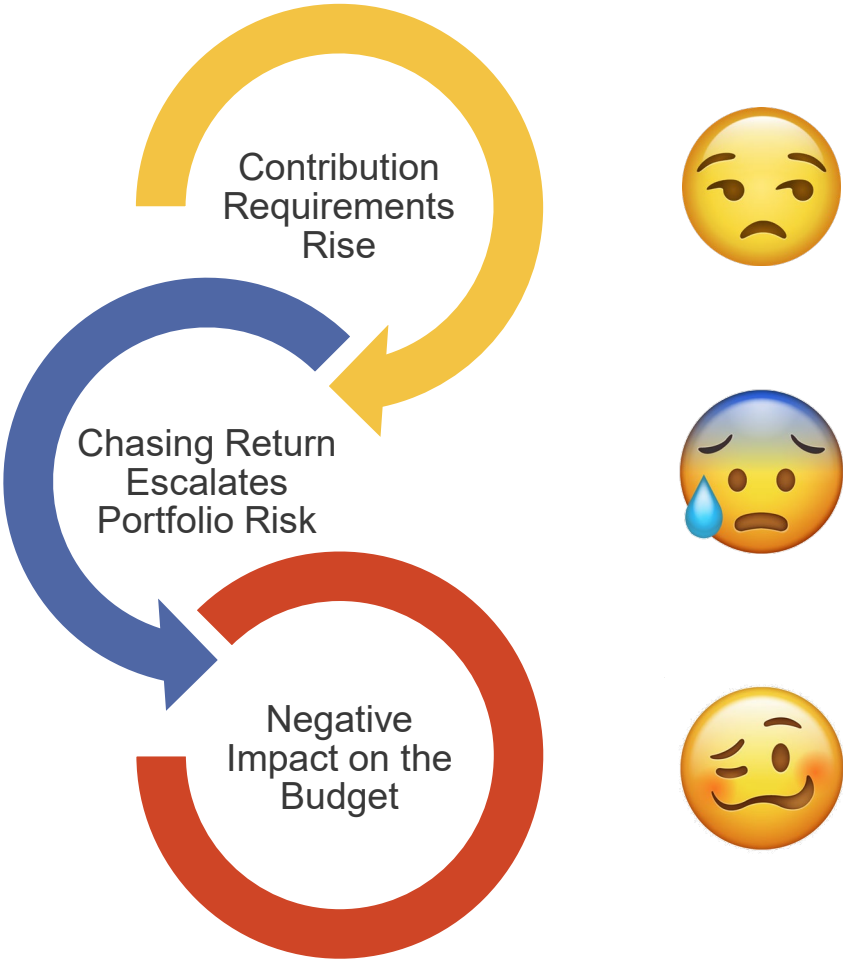 Contribution
Requirements
Rise
Chasing Return
Escalates
Portfolio Risk
Negative
Impact on the
Budget